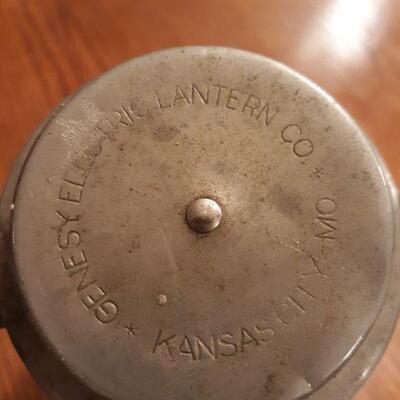 GENESY ELECTRIC LANTERN CO.
* KANSAS CITY-MO *